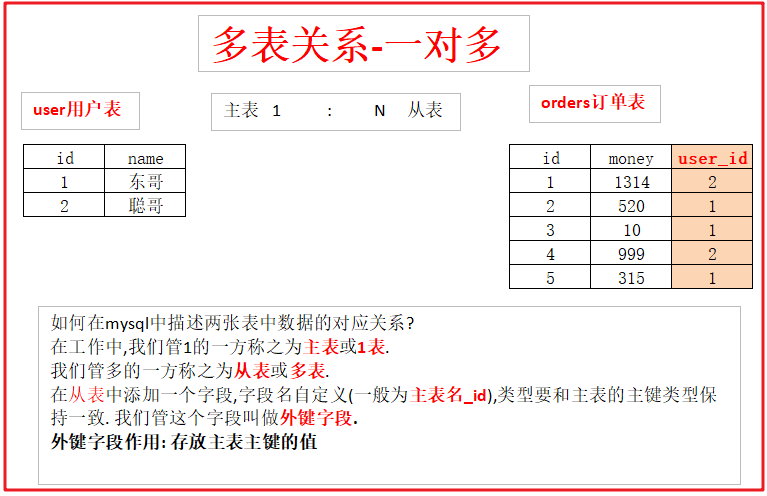 多表关系-一对多
user用户表
主表 1 : N 从表
orders订单表
id name
1 东哥
2 聪哥
id money user_id
1 1314 2
2 520 1
3 10 1
4 999 2
5 315 1
如何在mysql中描述两张表中数据的对应关系?
在工作中,我们管1的一方称之为主表或1表.
我们管多的一方称之为从表或多表.
在从表中添加一个字段,字段名自定义(一般为主表名_id),类型要和主表的主键类型保
持一致. 我们管这个字段叫做外键字段.
外键字段作用: 存放主表主键的值